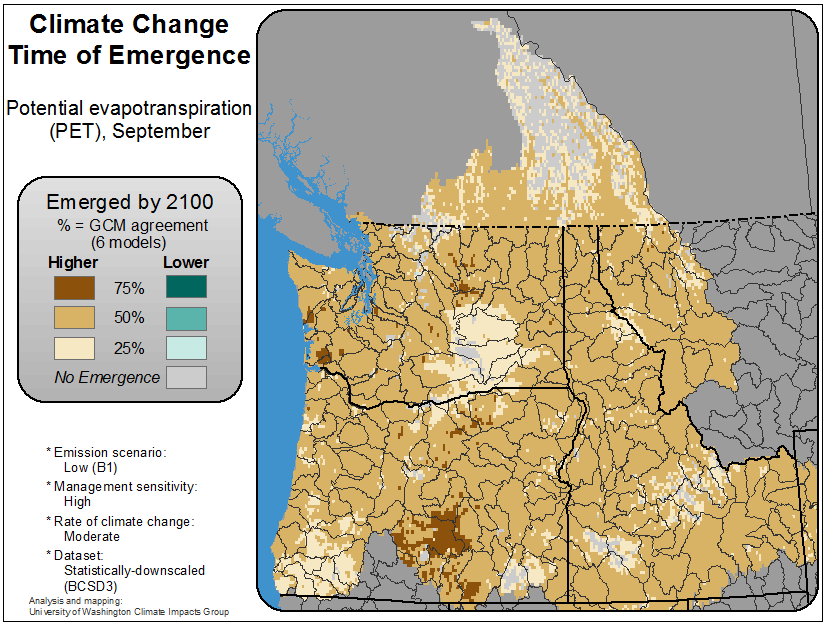 Climate Change
Time of Emergence
Potential evapotranspiration
(PET), September
Emerged by 2100
% = GCM agreement
(6 models)
Higher Lower
75%
50%
25%
No Emergence
* Emission scenario:
Low (B1)
* Management sensitivity:
High
* Rate of climate change:
Moderate
* Dataset:
Statistically-downscaled
(BCSD3)
Analysis and mapping:
University of Washington Climate Impacts Group